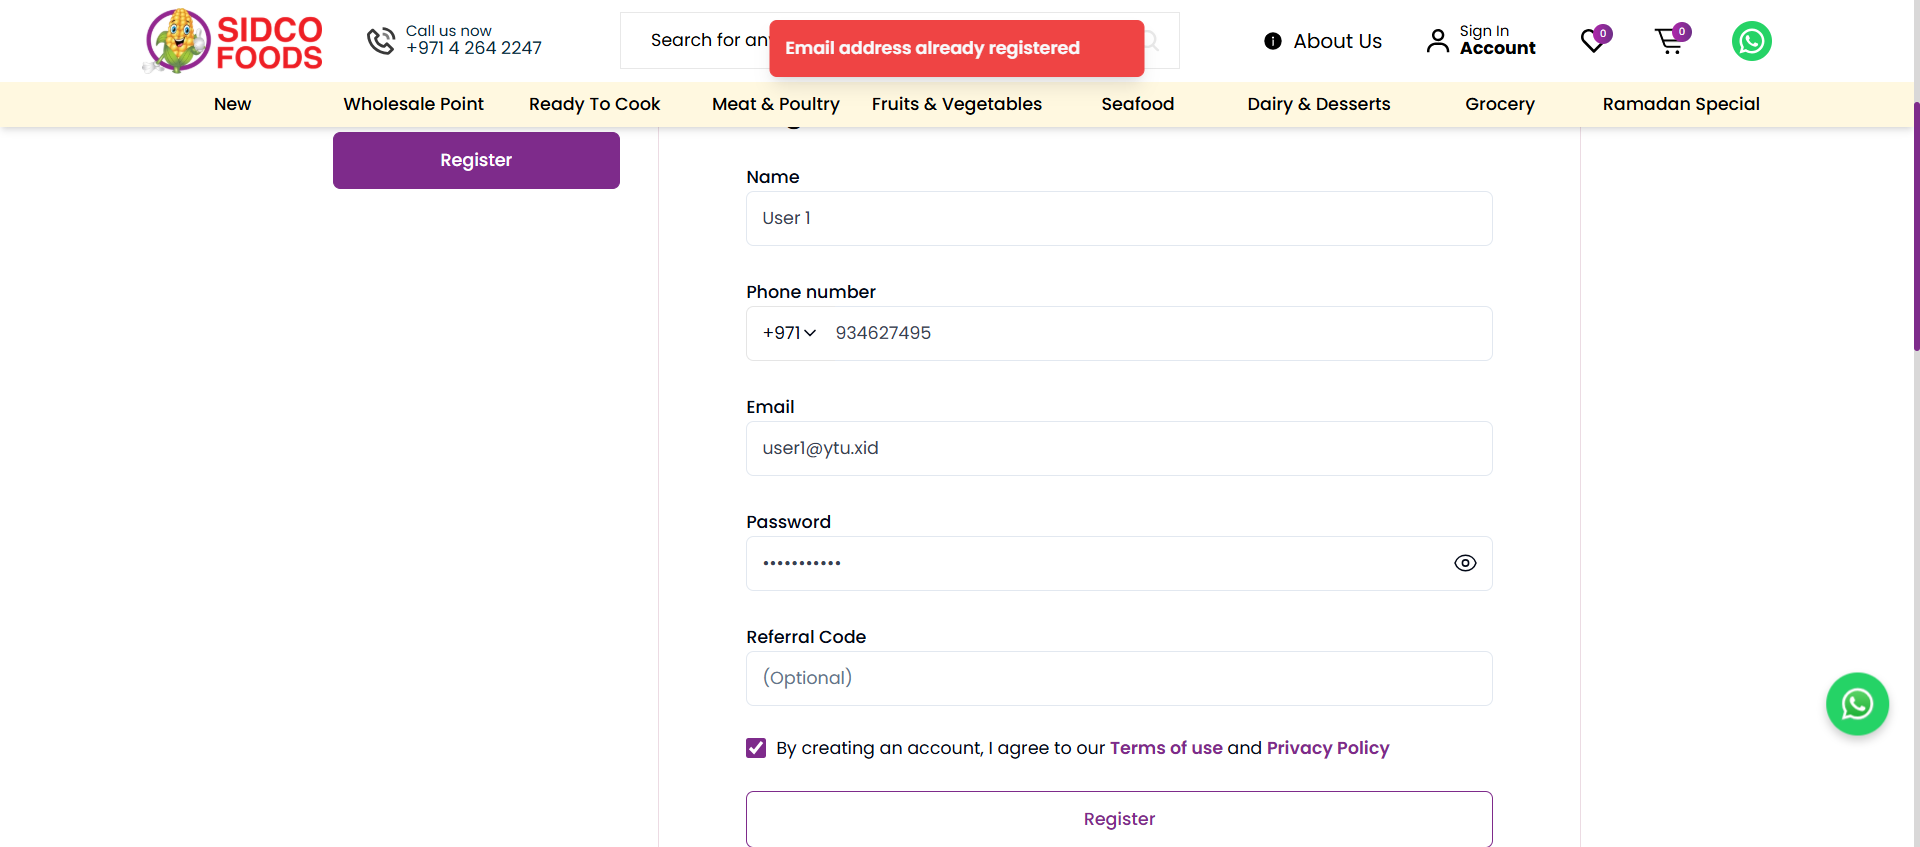 SIDCO
FOODS
Call us now
+971 4 264 2247
Search for an
Email address already registered
About Us
Sign In
Account
0
0
New
Wholesale Point
Ready To Cook
Meat & Poultry
Fruits & Vegetables
Seafood
Dairy & Desserts
Grocery
Ramadan Special
Register
Name
User 1
Phone number
+971
934627495
Email
user1@ytu.xid
Password
•••••••••••
Referral Code
(Optional)
By creating an account, I agree to our Terms of use and Privacy Policy
Register